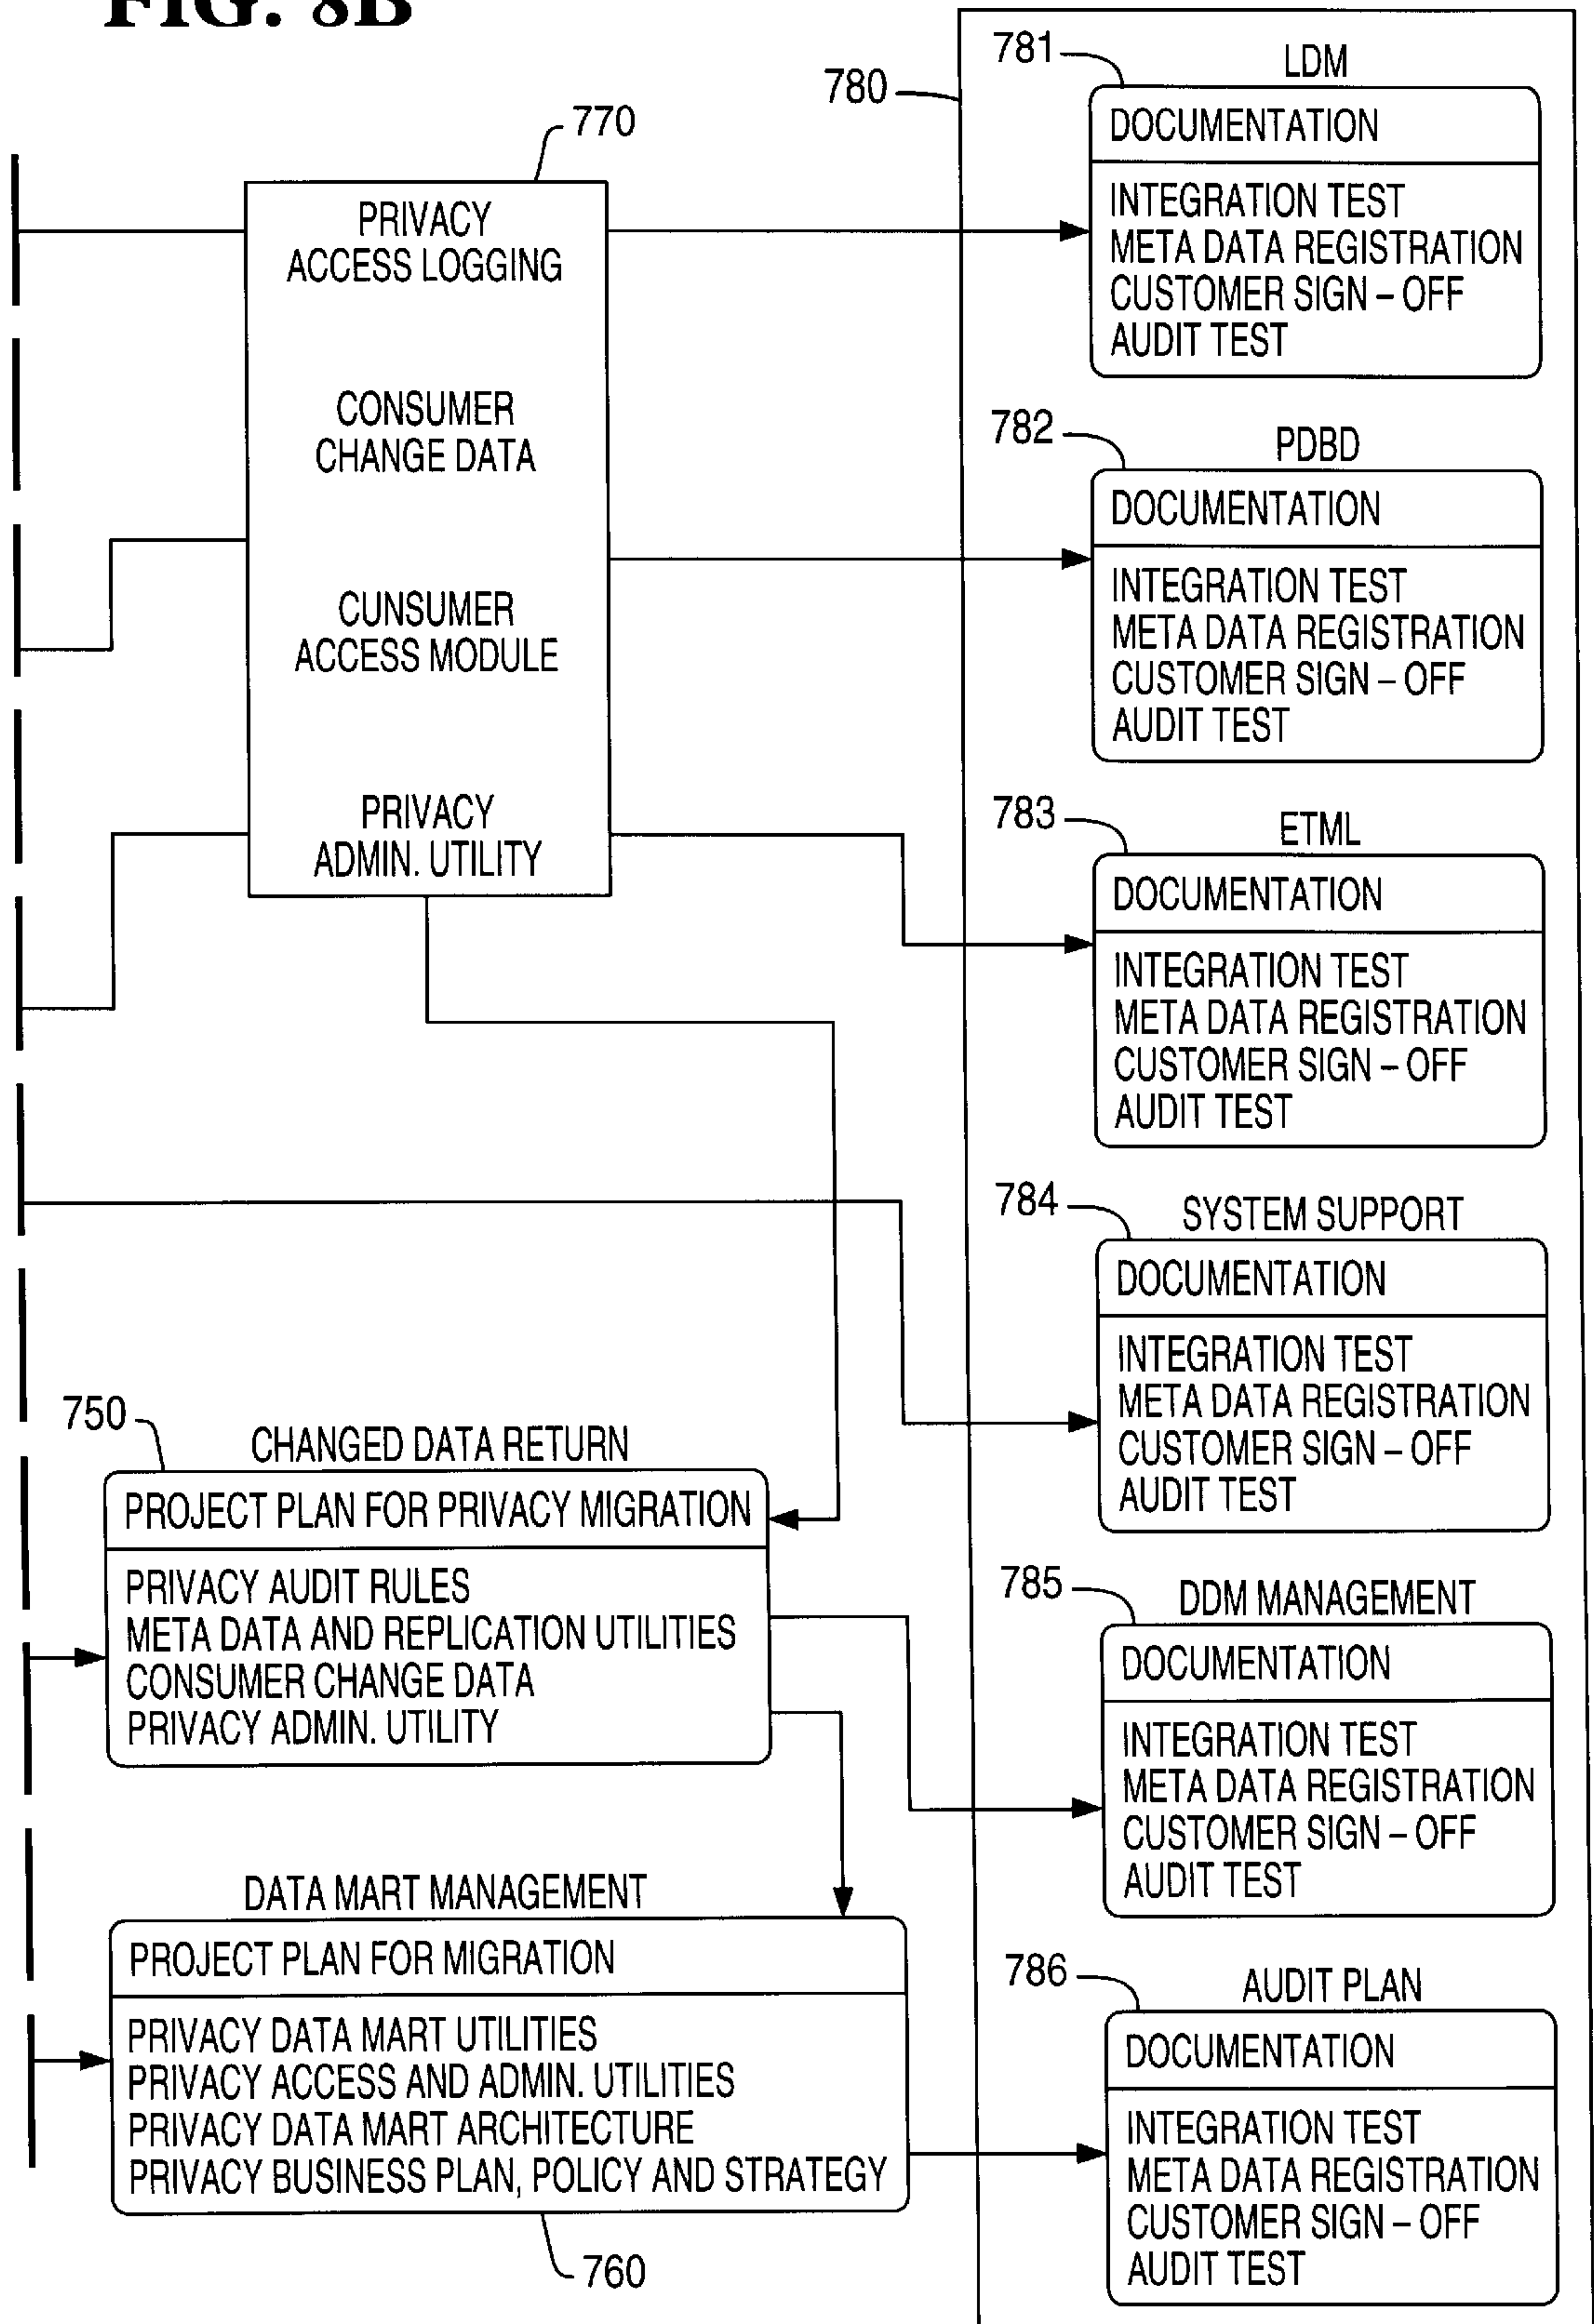 FIG. 8B
770
PRIVACY
ACCESS LOGGING
CONSUMER
CHANGE DATA
CUNSUMER
ACCESS MODULE
PRIVACY
ADMIN. UTILITY
750
CHANGED DATA RETURN
PROJECT PLAN FOR PRIVACY MIGRATION
PRIVACY AUDIT RULES
META DATA AND REPLICATION UTILITIES
CONSUMER CHANGE DATA
PRIVACY ADMIN. UTILITY
DATA MART MANAGEMENT
PROJECT PLAN FOR MIGRATION
PRIVACY DATA MART UTILITIES
PRIVACY ACCESS AND ADMIN. UTILITIES
PRIVACY DATA MART ARCHITECTURE
PRIVACY BUSINESS PLAN, POLICY AND STRATEGY
760
780
781
LDM
DOCUMENTATION
INTEGRATION TEST
META DATA REGISTRATION
CUSTOMER SIGN – OFF
AUDIT TEST
782
PDBD
DOCUMENTATION
INTEGRATION TEST
META DATA REGISTRATION
CUSTOMER SIGN – OFF
AUDIT TEST
783
ETML
DOCUMENTATION
INTEGRATION TEST
META DATA REGISTRATION
CUSTOMER SIGN – OFF
AUDIT TEST
784
SYSTEM SUPPORT
DOCUMENTATION
INTEGRATION TEST
META DATA REGISTRATION
CUSTOMER SIGN – OFF
AUDIT TEST
785
DDM MANAGEMENT
DOCUMENTATION
INTEGRATION TEST
META DATA REGISTRATION
CUSTOMER SIGN – OFF
AUDIT TEST
786
AUDIT PLAN
DOCUMENTATION
INTEGRATION TEST
META DATA REGISTRATION
CUSTOMER SIGN – OFF
AUDIT TEST